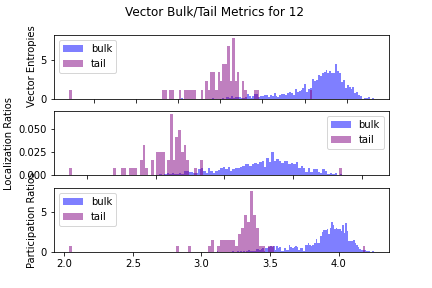 Vector Bulk/Tail Metrics for 12
Vector Entropies
5
0
bulk
tail
Localization Ratios
0.050
0.025
0.000
bulk
tail
Participation Ratios
5
0
bulk
tail
2.0 2.5 3.0 3.5 4.0